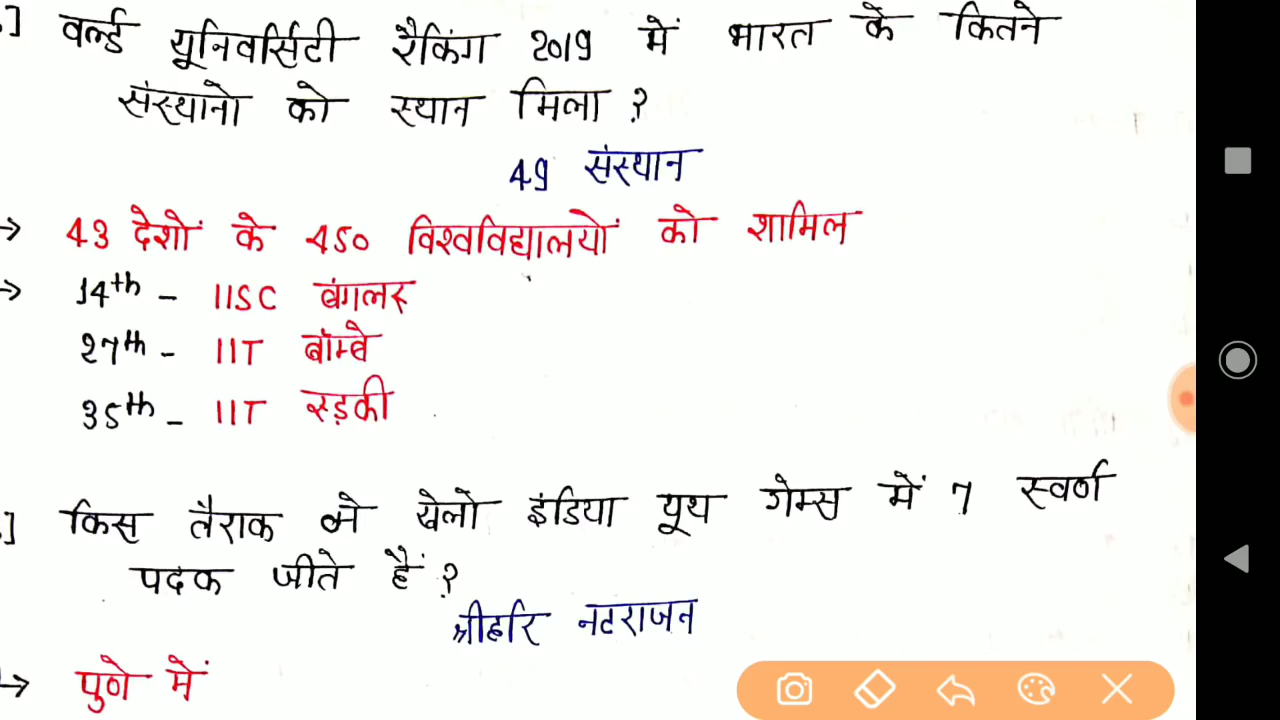 ] वर्ल्ड यूनिवर्सिटी रैकिंग 2019 में भारत के कितने
संस्थानो को स्थान मिला ?
49 संस्थान
→ 43 देशों के 450 विश्वविद्यालयों को शामिल
→ 14th - IISC बंगलरू
27th - IIT बॉम्बे
35th - IIT रुड़की
] किस तैराक ने खेलो इंडिया यूथ गेम्स में 7 स्वर्ण
पदक जीते हैं ?
श्रीहरि नटराजन
→ पुणे में